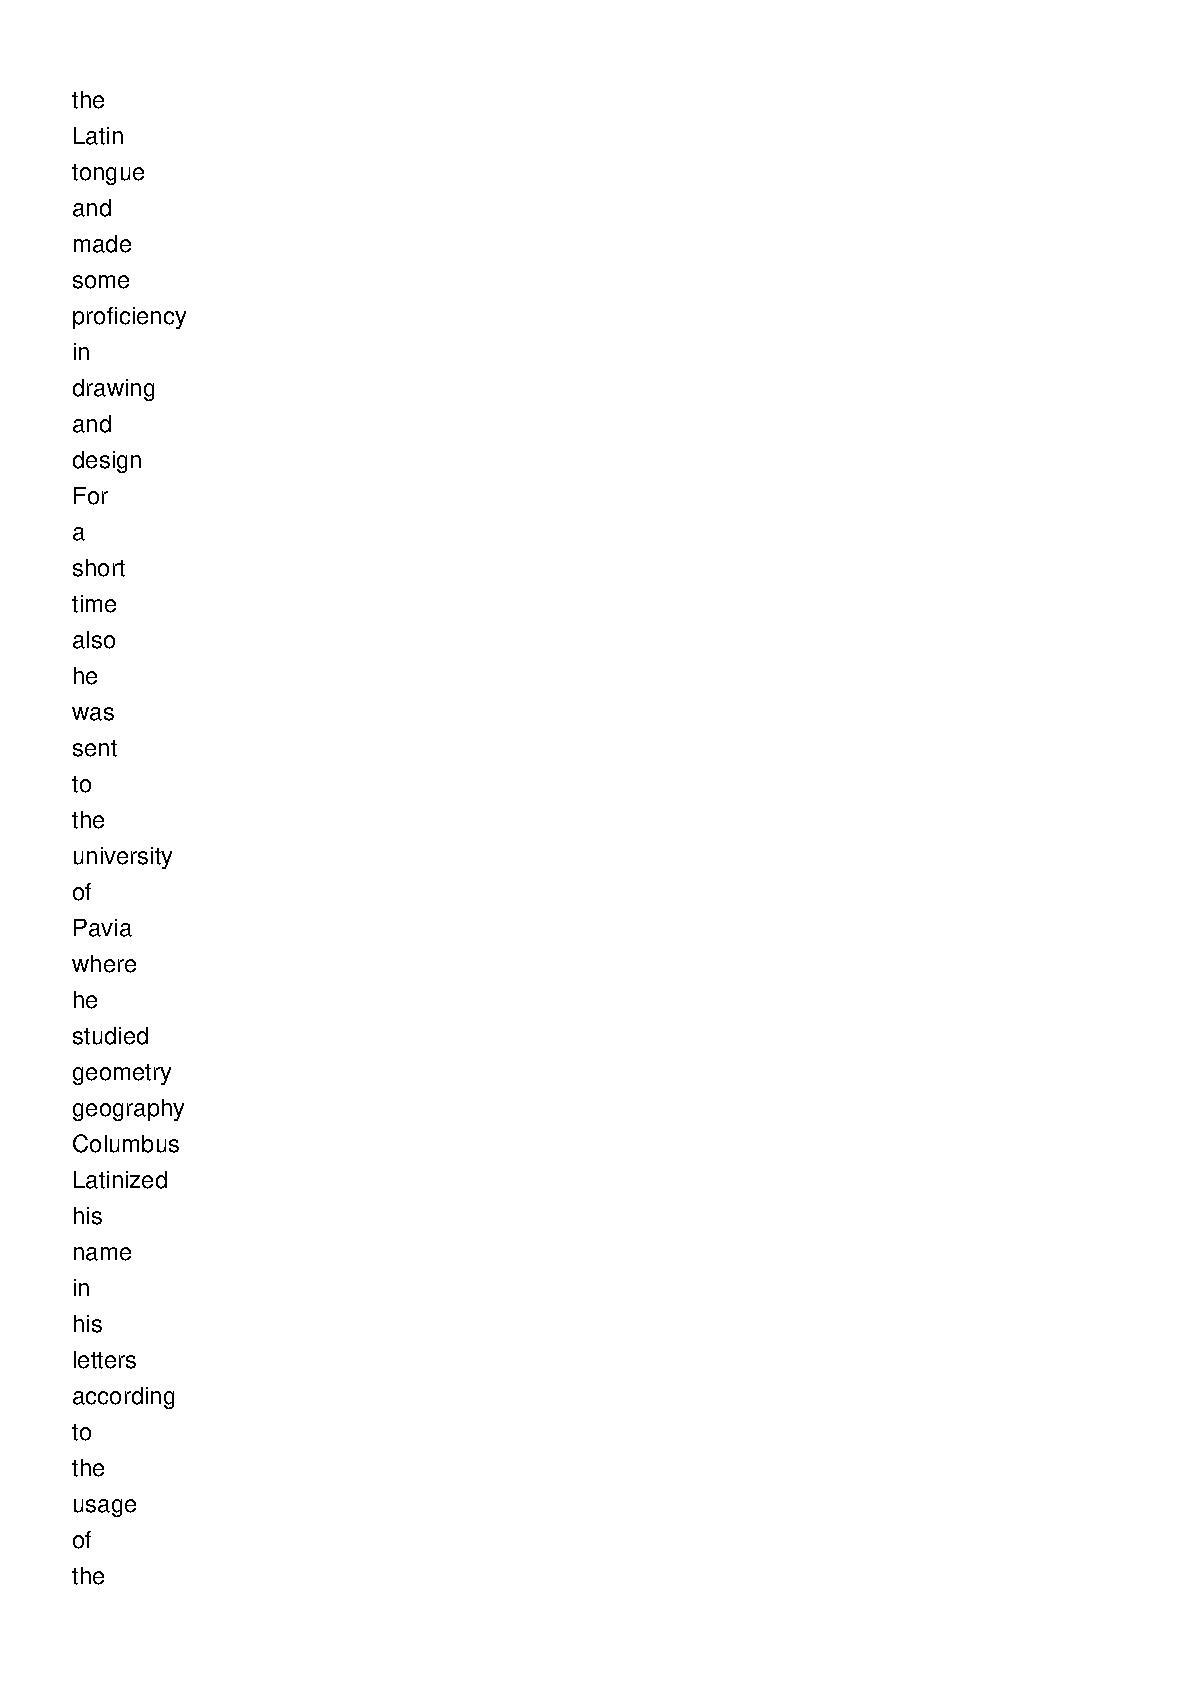 the
Latin
tongue
and
made
some
proficiency
in
drawing
and
design
For
a
short
time
also
he
was
sent
to
the
university
of
Pavia
where
he
studied
geometry
geography
Columbus
Latinized
his
name
in
his
letters
according
to
the
usage
of
the